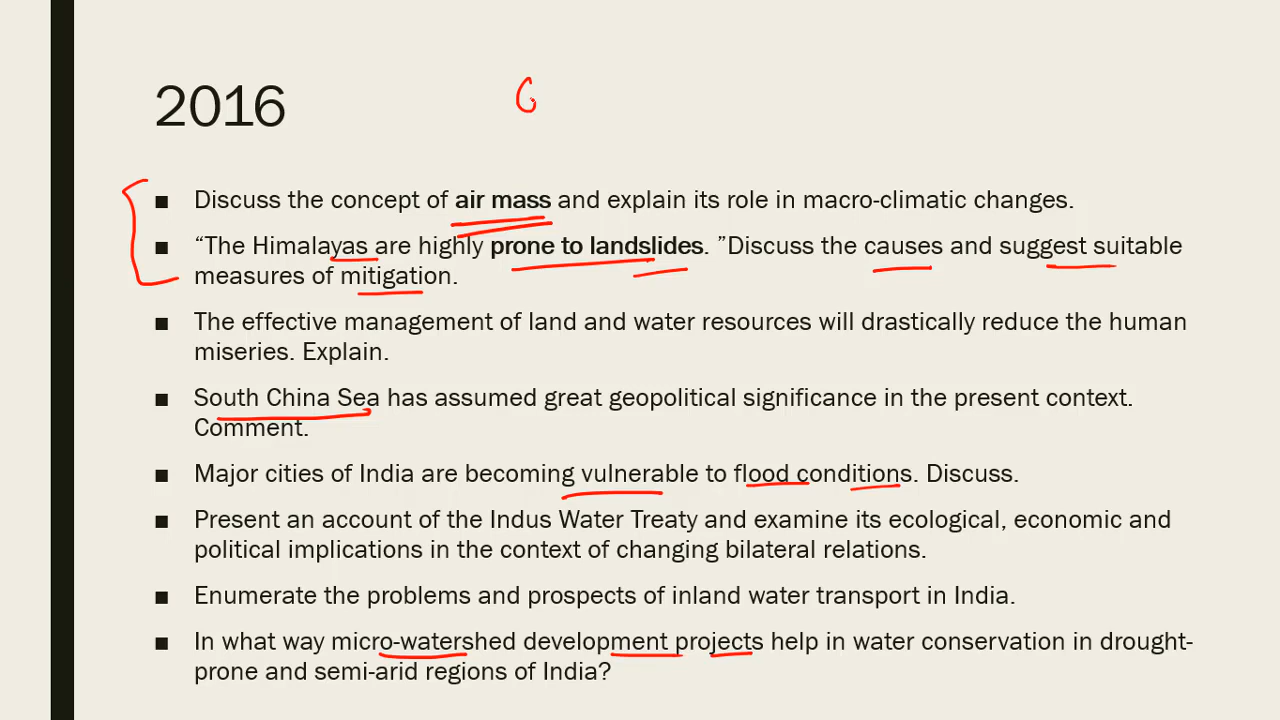 2016
■ Discuss the concept of air mass and explain its role in macro-climatic changes.
■ “The Himalayas are highly prone to landslides. ”Discuss the causes and suggest suitable
measures of mitigation.
■ The effective management of land and water resources will drastically reduce the human
miseries. Explain.
■ South China Sea has assumed great geopolitical significance in the present context.
Comment.
■ Major cities of India are becoming vulnerable to flood conditions. Discuss.
■ Present an account of the Indus Water Treaty and examine its ecological, economic and
political implications in the context of changing bilateral relations.
■ Enumerate the problems and prospects of inland water transport in India.
■ In what way micro-watershed development projects help in water conservation in drought-
prone and semi-arid regions of India?